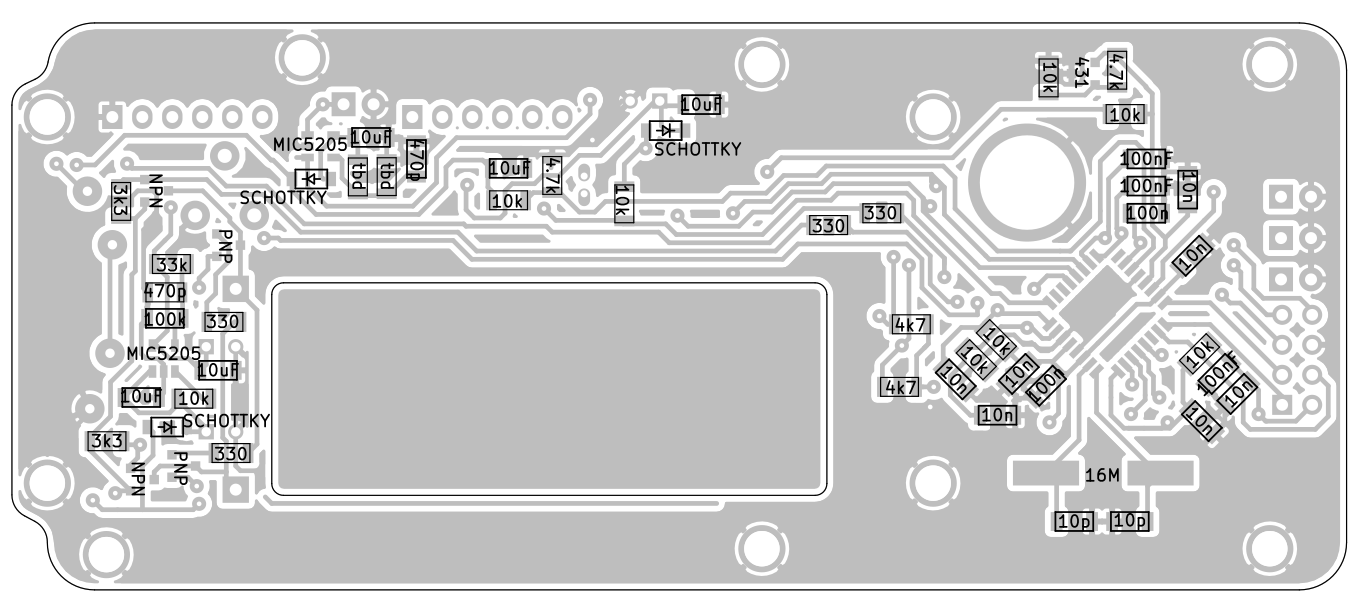 10k
431
4.7k
10uF
10k
MIC5205
10uF
SCHOTTKY
470p
100nF
tbd
tbd
10uF
4.7k
100nF
10n
3k3
NPN
SCHOTTKY
10k
10k
330
330
100n
PNP
33k
10n
470p
100k
330
4k7
10k
10k
MIC5205
10k
10uF
10n
10n
100n
100nF
10n
4k7
10uF
10k
SCHOTTKY
10n
10n
3k3
330
NPN
PNP
16M
10p
10p